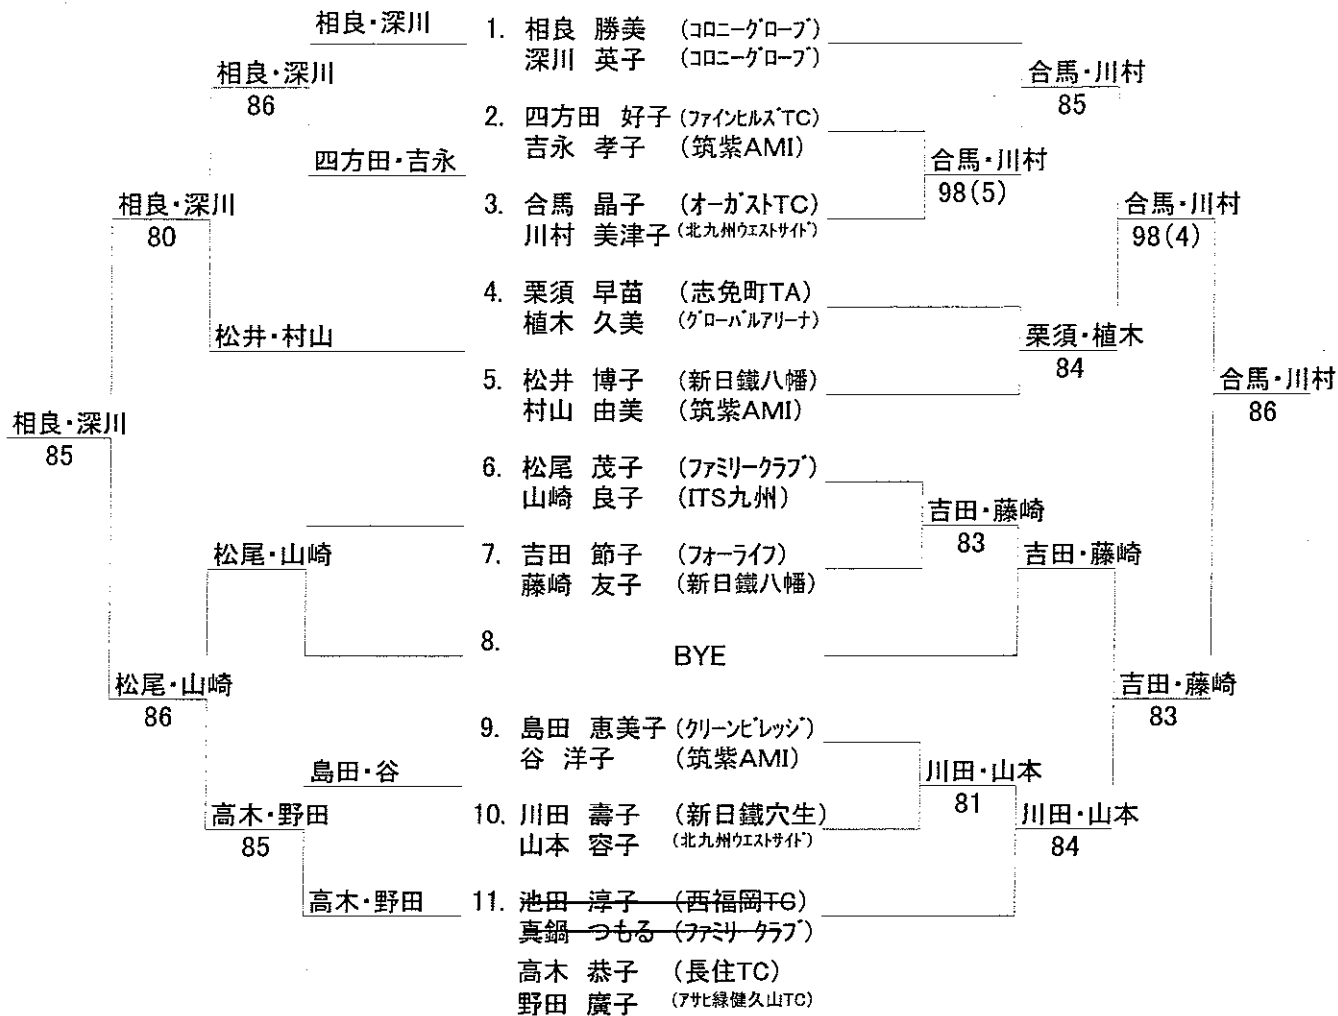 相良・深川
相良・深川
86
四方田・吉永
相良・深川
80
松井・村山
相良・深川
85
松尾・山崎
松尾・山崎
86
島田・谷
高木・野田
85
高木・野田
1. 相良 勝美 (コロニーグローブ)
深川 英子 (コロニーグローブ)
2. 四方田 好子 (ファインヒルズTC)
吉永 孝子 (筑紫AMI)
3. 合馬 晶子 (オーガストTC)
川村 美津子 (北九州ウエストサイド)
4. 栗須 早苗 (志免町TA)
植木 久美 (グローバルアリーナ)
5. 松井 博子 (新日鐵八幡)
村山 由美 (筑紫AMI)
6. 松尾 茂子 (ファミリークラブ)
山崎 良子 (ITS九州)
7. 吉田 節子 (フォーライフ)
藤崎 友子 (新日鐵八幡)
8.
BYE
9. 島田 恵美子 (クリーンビレッジ)
谷 洋子 (筑紫AMI)
10. 川田 壽子 (新日鐵穴生)
山本 容子 (北九州ウエストサイド)
11. 池田 淳子 (西福岡TC)
真鍋 つもる (ファミリークラブ)
高木 恭子 (長住TC)
野田 廣子 (アサヒ緑健久山TC)
合馬・川村
85
合馬・川村
98(5)
合馬・川村
98(4)
栗須・植木
84
合馬・川村
86
吉田・藤崎
83
吉田・藤崎
吉田・藤崎
83
川田・山本
81
川田・山本
84